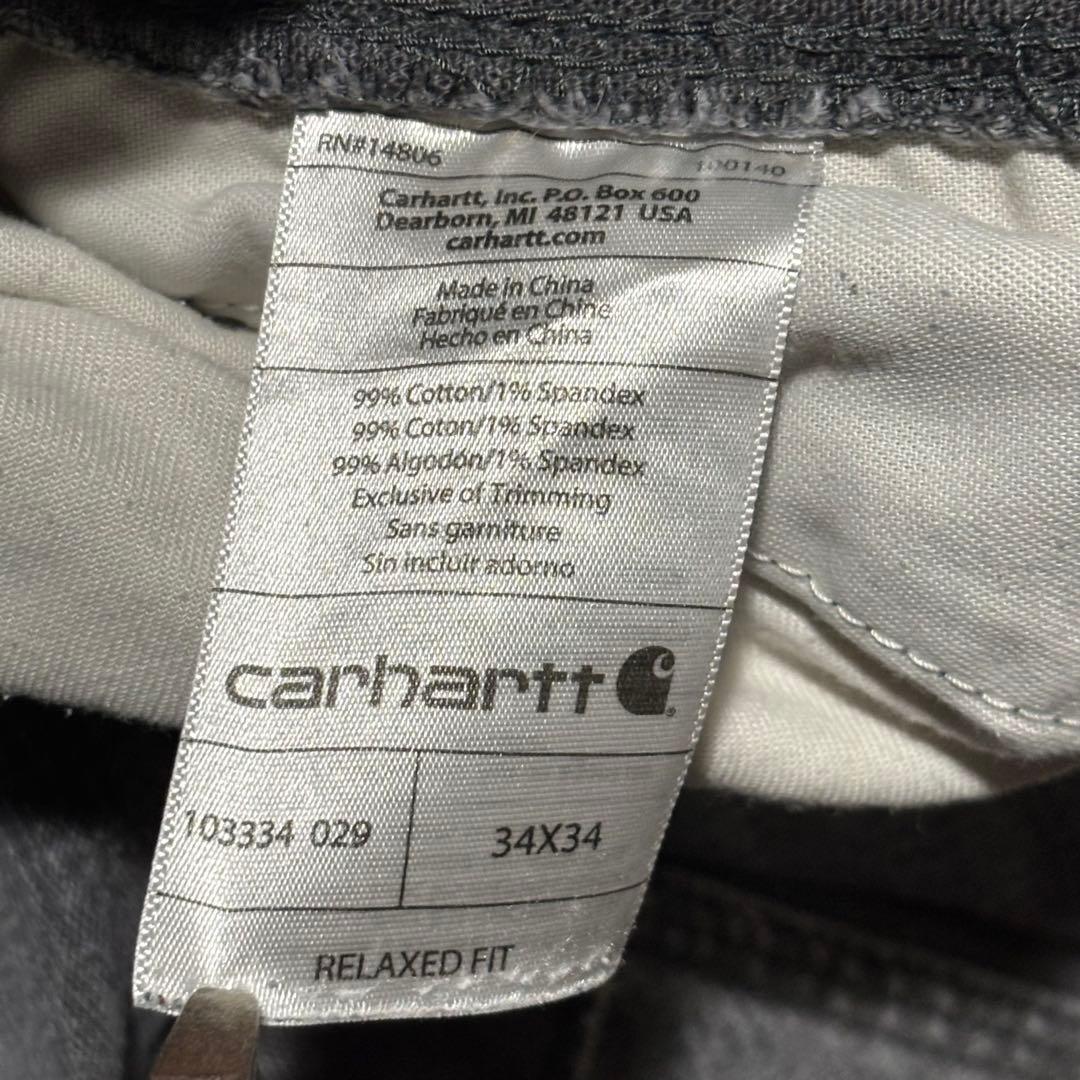 RN#14806
100140
Carhartt, Inc. P.O. Box 600
Dearborn, MI 48121 USA
carhartt.com
Made in China
Fabriqué en Chine
Hecho en China
99% Cotton/1% Spandex
99% Coton/1% Spandex
99% Algodón/1% Spandex
Exclusive of Trimming
Sans garniture
Sin incluir adorno
carhartt
103334 029
34X34
RELAXED FIT